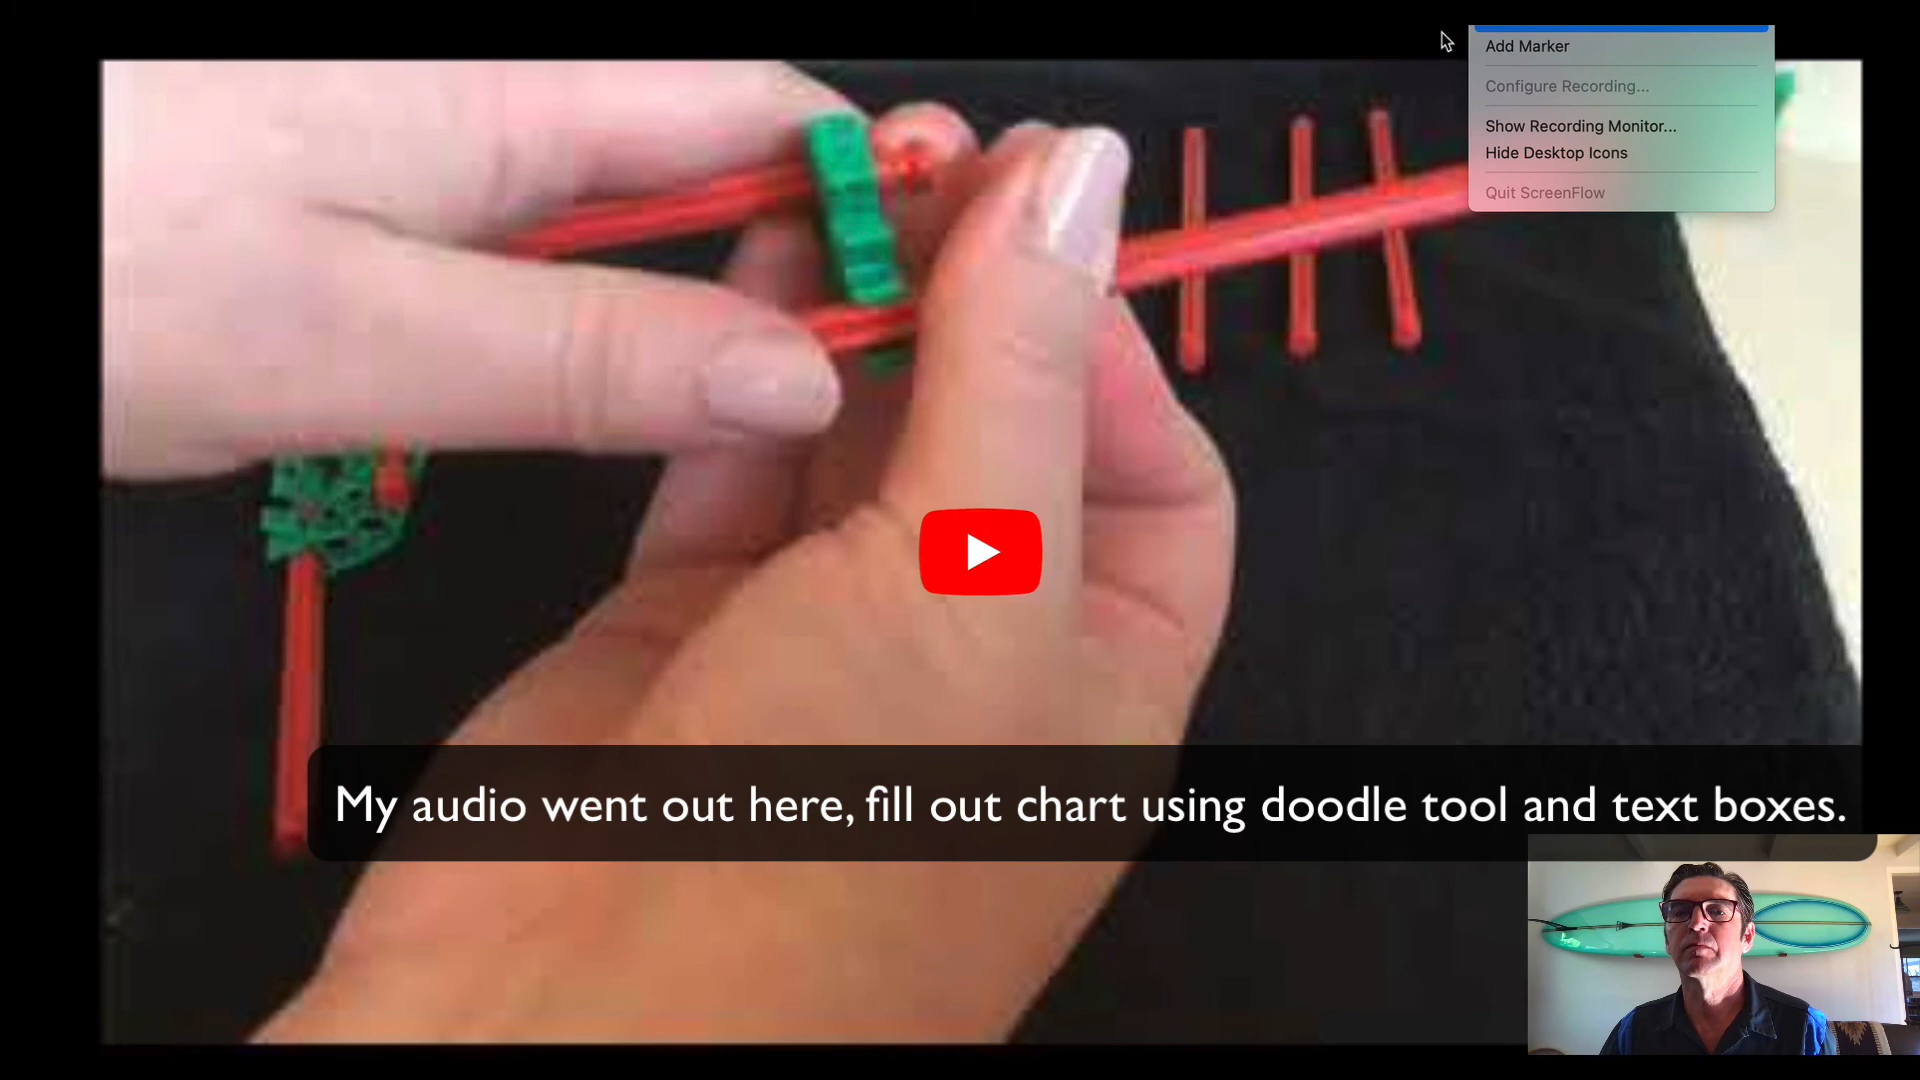 Add Marker
Configure Recording...
Show Recording Monitor...
Hide Desktop Icons
Quit ScreenFlow
My audio went out here, fill out chart using doodle tool and text boxes.